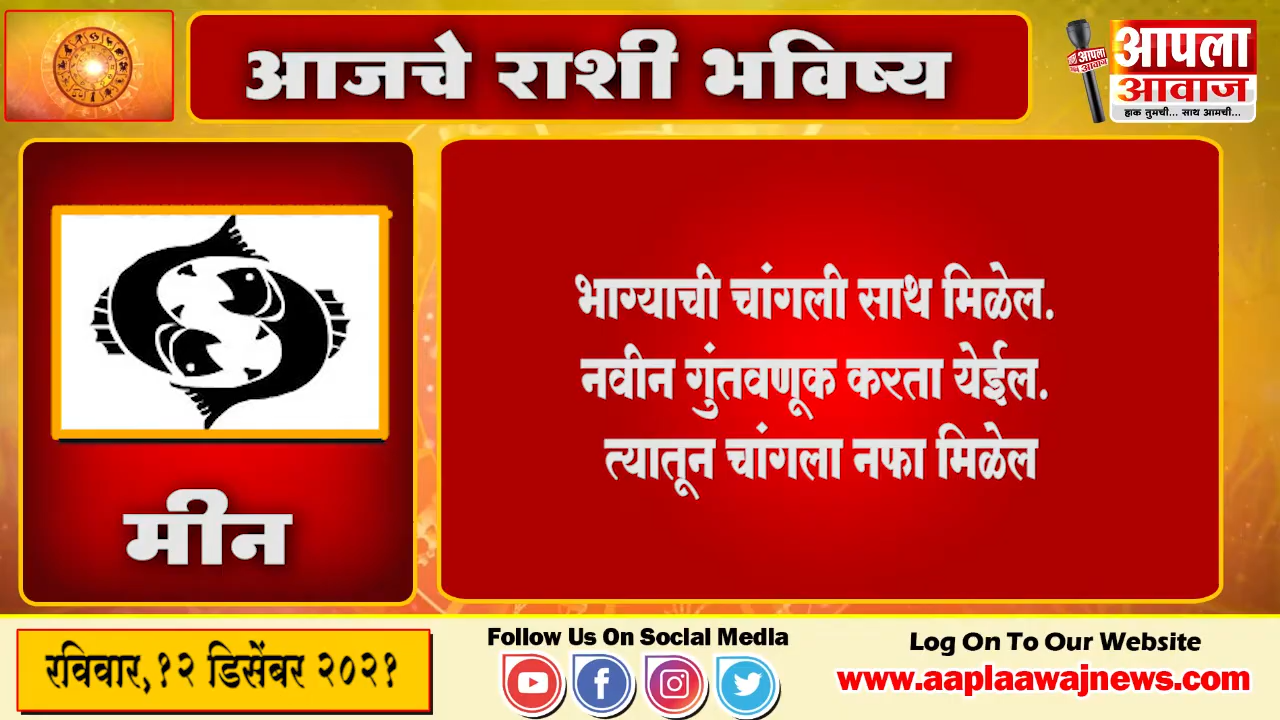 आजचे राशी भविष्य
आपला
आवाज
हाक तुमची... साथ आमची...
भाग्याची चांगली साथ मिळेल.
नवीन गुंतवणूक करता येईल.
त्यातून चांगला नफा मिळेल
मीन
रविवार,१२ डिसेंबर २०२१
Follow Us On Social Media
Log On To Our Website
www.aaplaawajnews.com